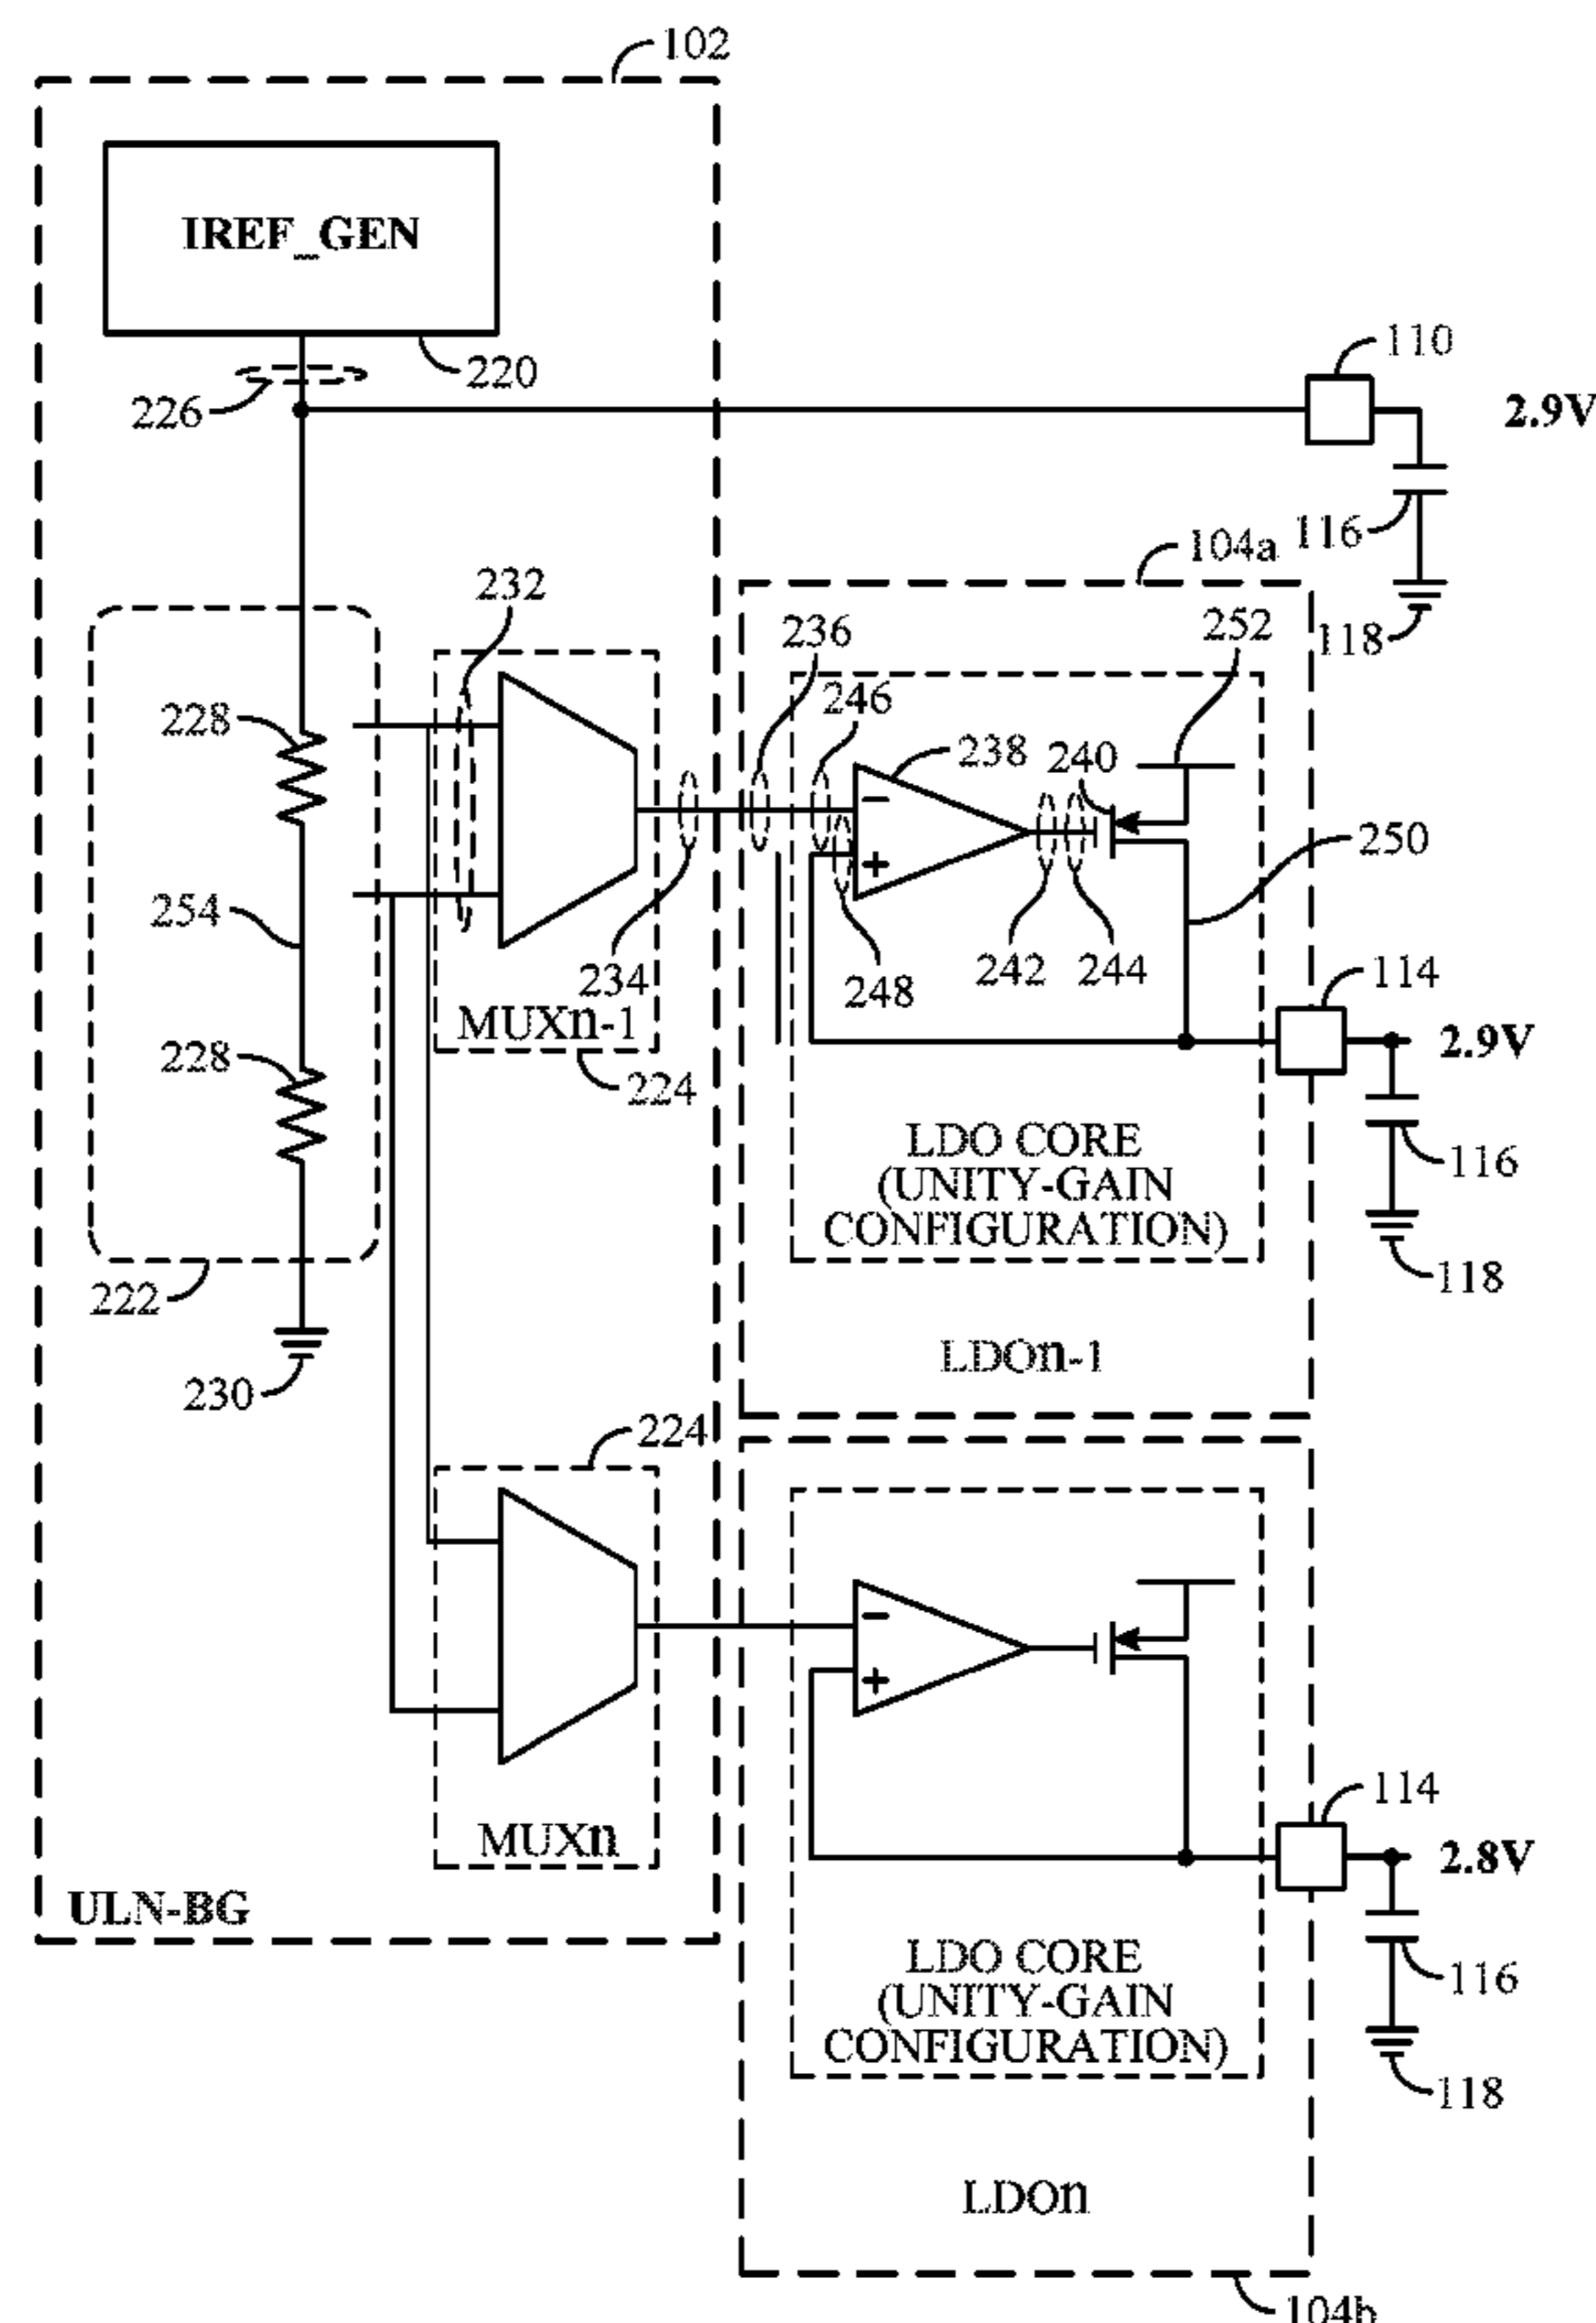 102
IREF_GEN
220
226
110
2.9V
116
118
104a
232
236
252
246
228
238
240
250
254
234
248
242
244
114
MUXn-1
2.9V
228
224
LDO CORE
(UNITY-GAIN
CONFIGURATION)
116
118
222
LDOn-1
230
224
114
MUXn
2.8V
ULN-BG
LDO CORE
(UNITY-GAIN
CONFIGURATION)
116
118
LDOn
104b